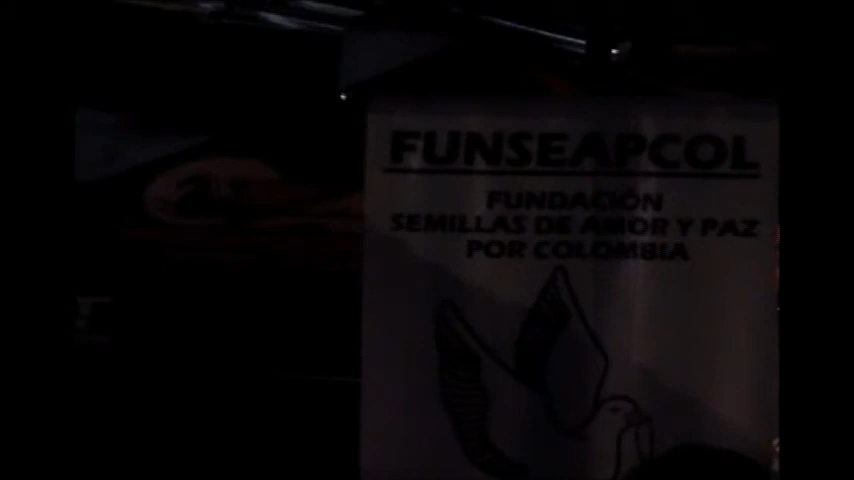 FUNSEAPCOL
FUNDACIÓN
SEMILLAS DE AMOR Y PAZ
POR COLOMBIA